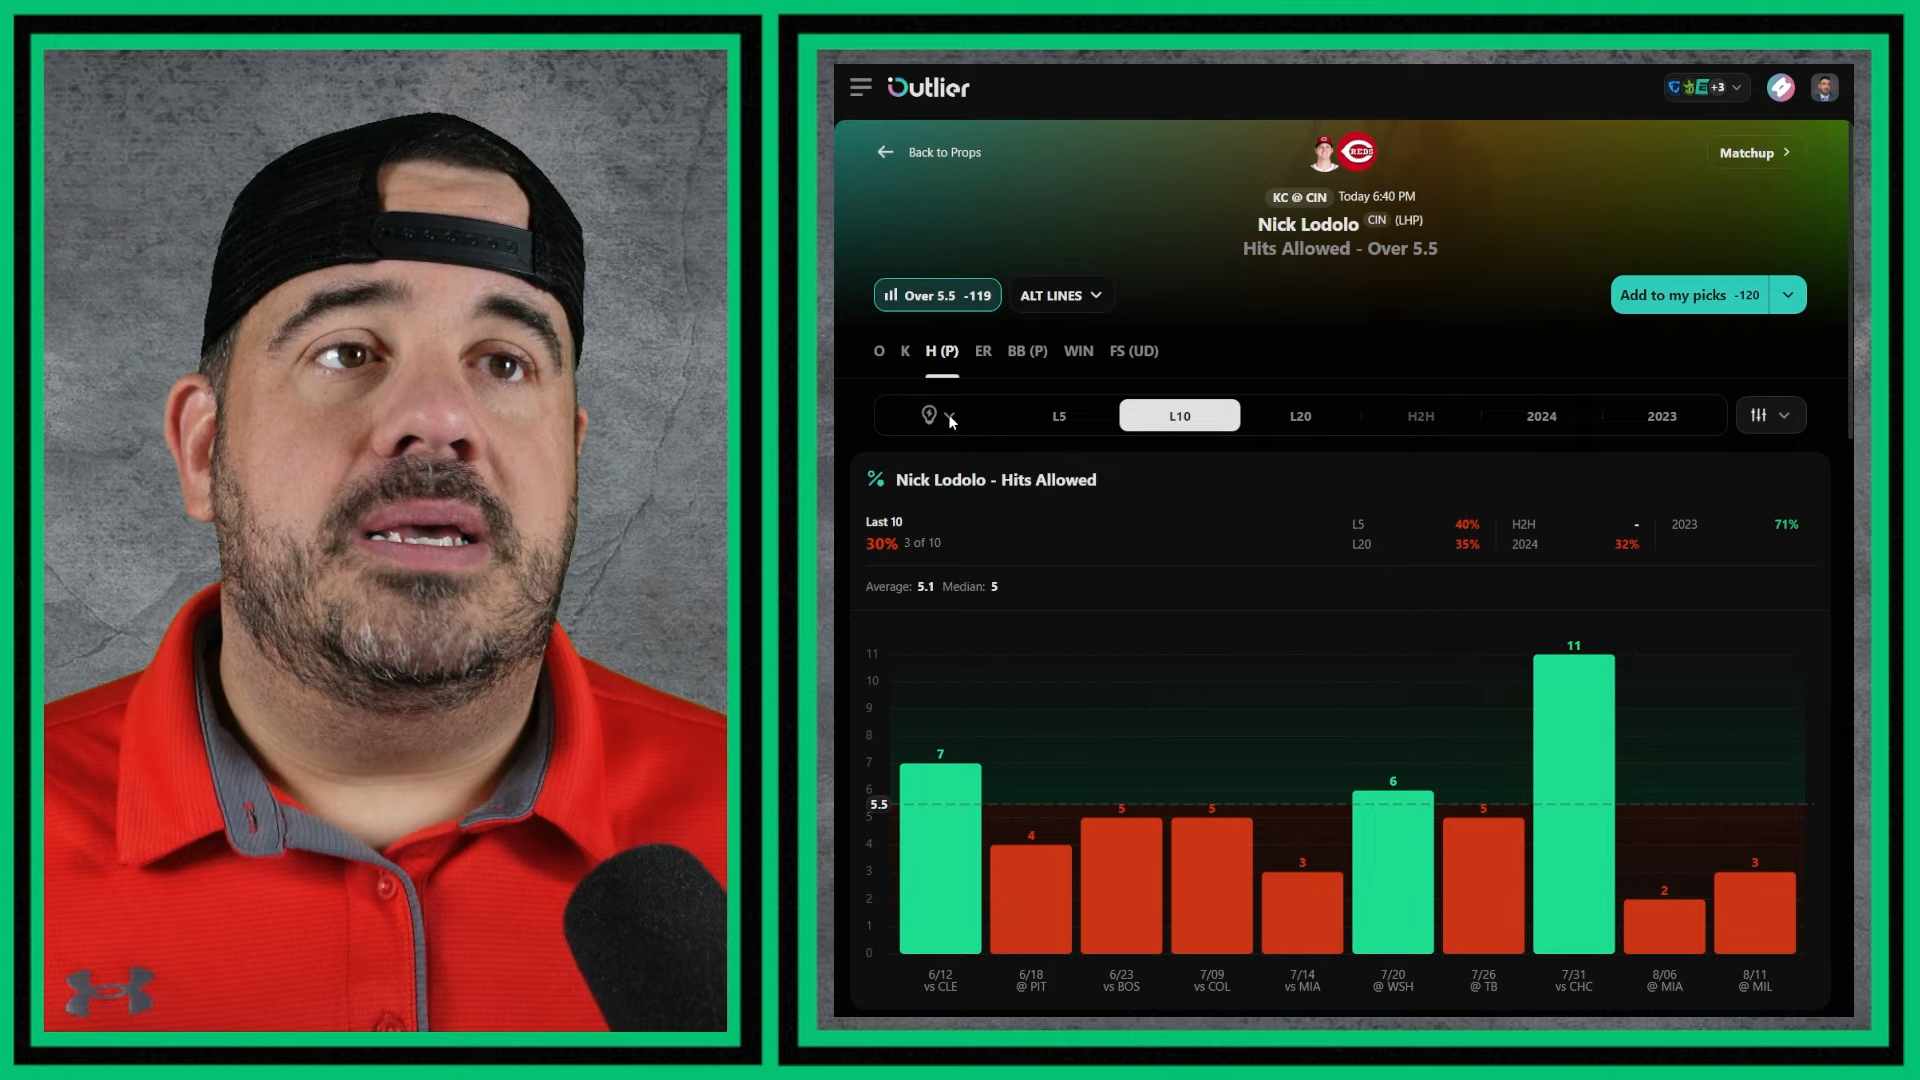 Outlier
+3
Back to Props
REDS
Matchup
KC @ CIN Today 6:40 PM
Nick Lodolo CIN (LHP)
Hits Allowed - Over 5.5
Over 5.5 -119
ALT LINES
Add to my picks -120
O K H (P) ER BB (P) WIN FS (UD)
L5 L10 L20 H2H 2024 2023
Nick Lodolo - Hits Allowed
Last 10
30% 3 of 10
L5 40% H2H - 2023 71%
L20 35% 2024 32%
Average: 5.1 Median: 5
11
10
9
8
7
6
5.5
5
4
3
2
1
0
7 4 5 5 3 6 5 11 2 3
6/12 6/18 6/23 7/09 7/14 7/20 7/26 7/31 8/06 8/11
vs CLE @ PIT vs BOS vs COL vs MIA @ WSH @ TB vs CHC @ MIA @ MIL